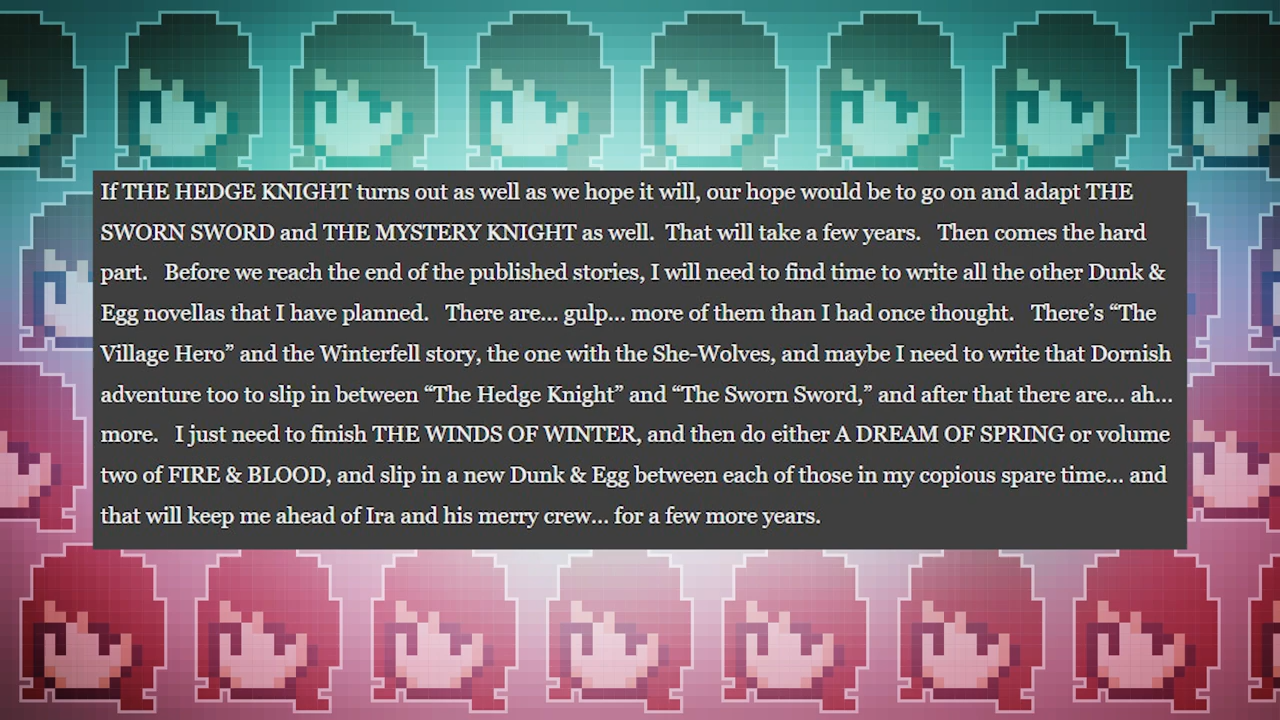 If THE HEDGE KNIGHT turns out as well as we hope it will, our hope would be to go on and adapt THE
SWORN SWORD and THE MYSTERY KNIGHT as well.  That will take a few years.   Then comes the hard
part.   Before we reach the end of the published stories, I will need to find time to write all the other Dunk &
Egg novellas that I have planned.   There are… gulp… more of them than I had once thought.   There’s “The
Village Hero” and the Winterfell story, the one with the She-Wolves, and maybe I need to write that Dornish
adventure too to slip in between “The Hedge Knight” and “The Sworn Sword,” and after that there are… ah…
more.   I just need to finish THE WINDS OF WINTER, and then do either A DREAM OF SPRING or volume
two of FIRE & BLOOD, and slip in a new Dunk & Egg between each of those in my copious spare time… and
that will keep me ahead of Ira and his merry crew… for a few more years.